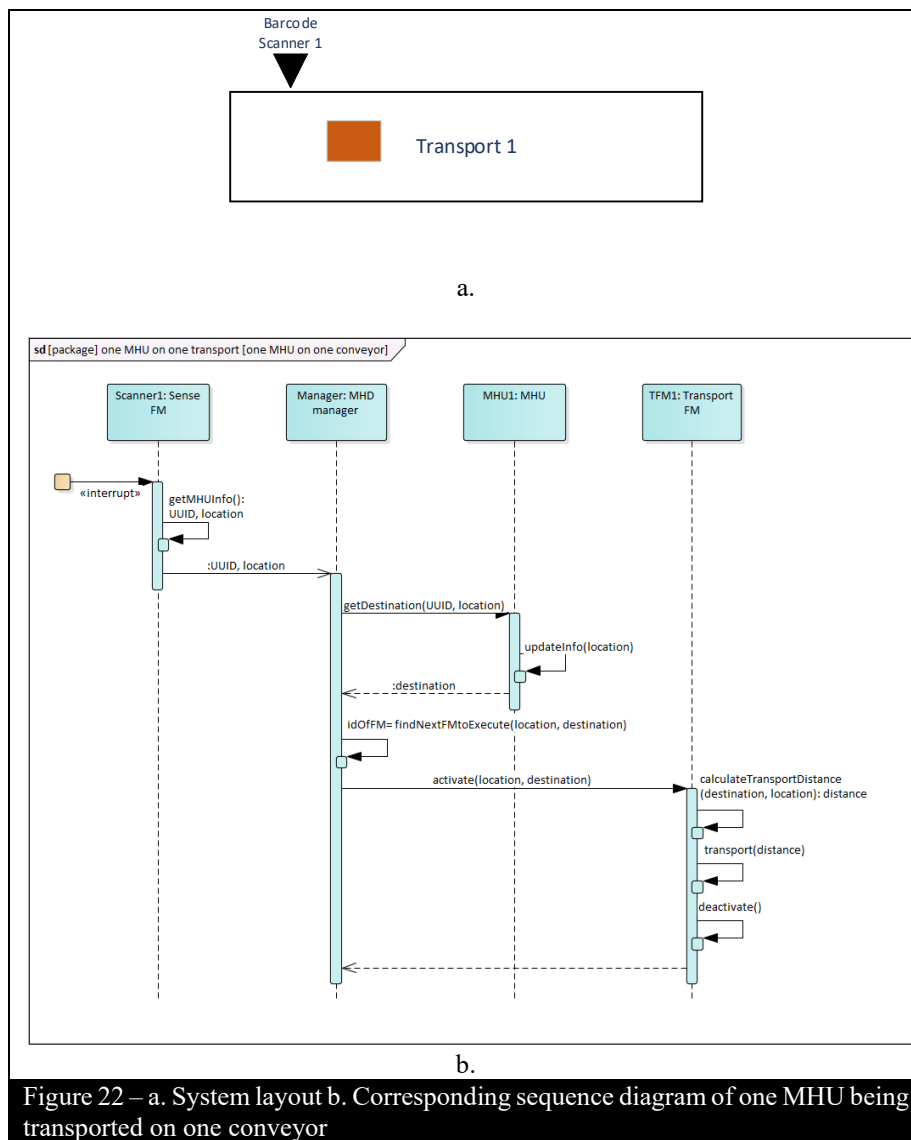 Barcode
Scanner 1
Transport 1
a.
sd [package] one MHU on one transport [one MHU on one conveyor]
Scanner1: Sense
FM
Manager: MHD
manager
MHU1: MHU
TFM1: Transport
FM
«interrupt»
getMHUInfo():
UUID, location
:UUID, location
getDestination(UUID, location)
updateInfo(location)
:destination
idOfFM= findNextFMtoExecute(location, destination)
activate(location, destination)
calculateTransportDistance
(destination, location): distance
transport(distance)
deactivate()
b.
Figure 22 – a. System layout b. Corresponding sequence diagram of one MHU being
transported on one conveyor